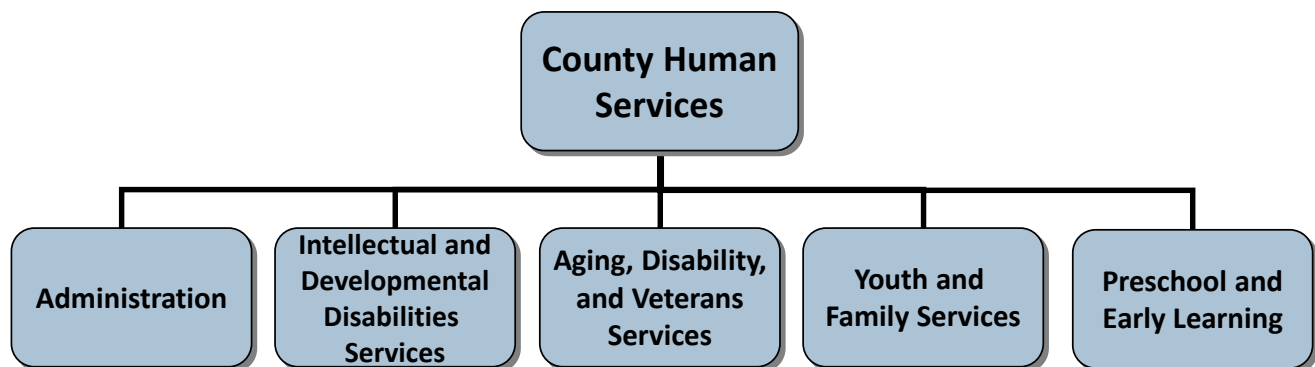 County Human
Services
Administration
Intellectual and
Developmental
Disabilities
Services
Aging, Disability,
and Veterans
Services
Youth and
Family Services
Preschool and
Early Learning